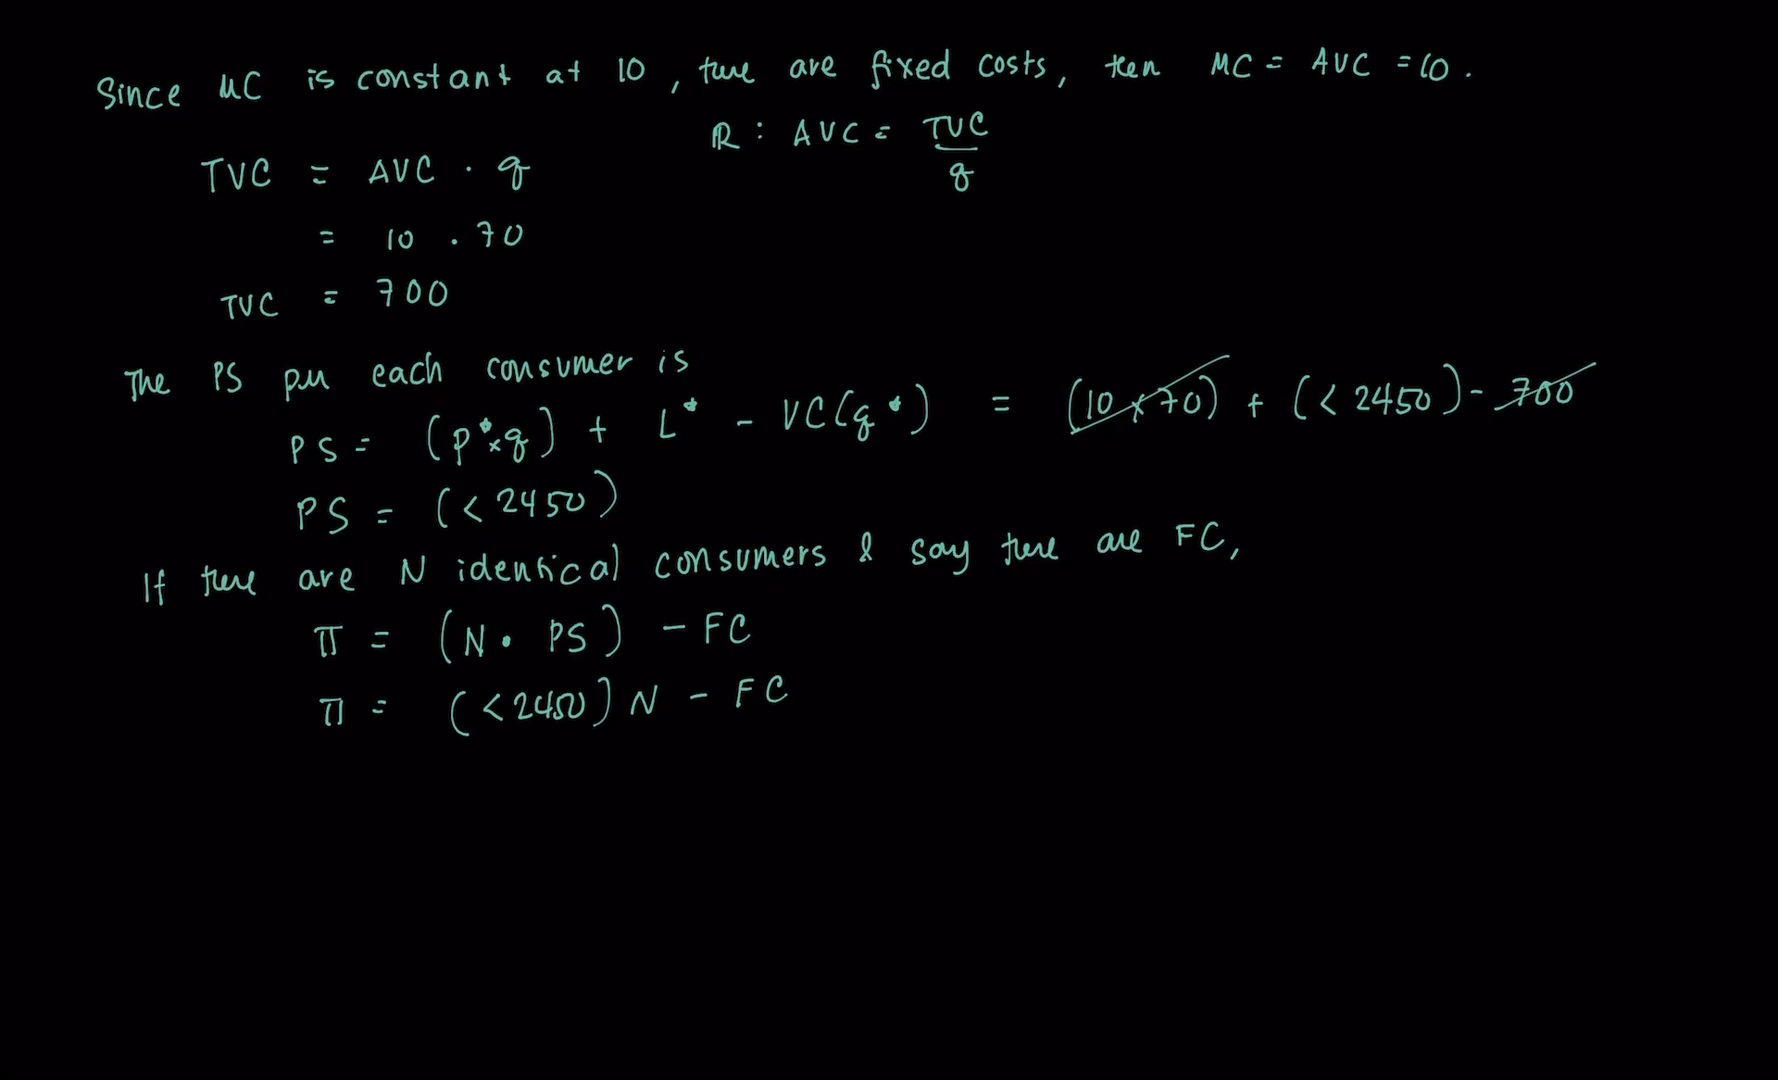 Since MC is constant at 10, there are fixed costs, then MC = AVC = 10.
R : AVC = TVC / q
TVC = AVC · q
= 10 · 70
TVC = 700
The PS per each consumer is
PS = (p* × q) + L* - VC(q*) = (10 × 70) + (< 2450) - 700
PS = (< 2450)
If there are N identical consumers & say there are FC,
π = (N · PS) - FC
π = (< 2450) N - FC